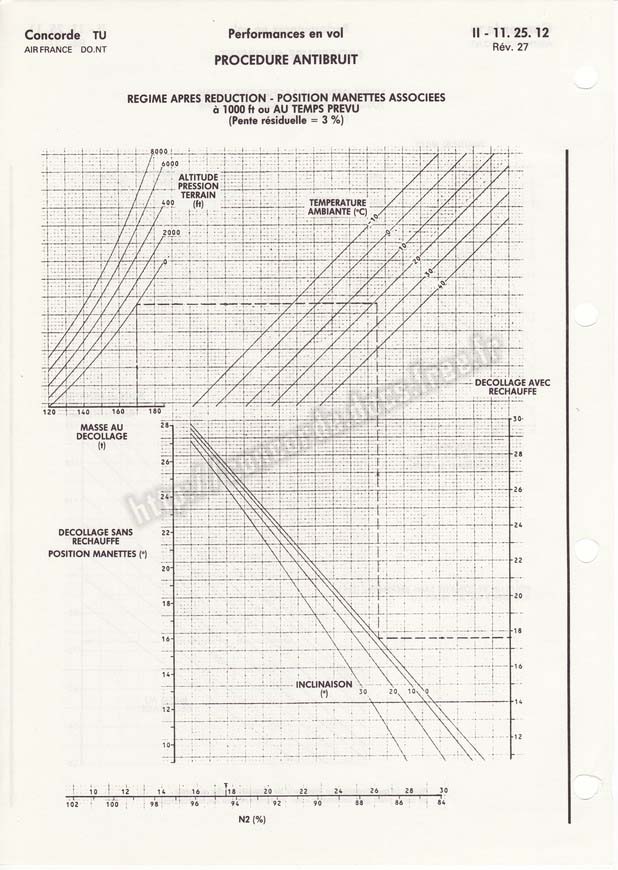 Concorde TU
AIR FRANCE DO.NT
Performances en vol
PROCEDURE ANTIBRUIT
II - 11. 25. 12
Rév. 27
REGIME APRES REDUCTION - POSITION MANETTES ASSOCIEES
à 1000 ft ou AU TEMPS PREVU
(Pente résiduelle = 3 %)
8000
6000
ALTITUDE
PRESSION
TERRAIN
(ft)
400
2000
0
TEMPERATURE
AMBIANTE (°C)
-10
0
10
20
30
40
120 140 160 180
MASSE AU
DECOLLAGE
(t)
DECOLLAGE AVEC
RECHAUFFE
28
26
24
22
20
18
16
14
12
10
DECOLLAGE SANS
RECHAUFFE
POSITION MANETTES (°)
30
28
26
24
22
20
18
16
14
12
INCLINAISON
(°)
30 20 10 0
10 12 14 16 18 20 22 24 26 28 30
102 100 98 96 94 92 90 88 86 84
N2 (%)